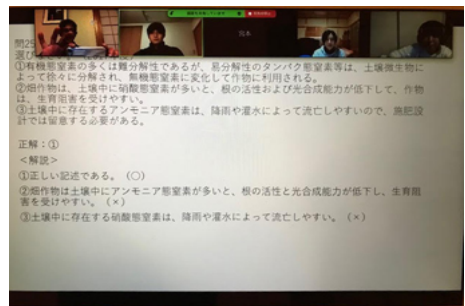 問25
選び
①有機態窒素の多くは難分解性であるが、易分解性のタンパク態窒素等は、土壌微生物に
よって徐々に分解され、無機態窒素に変化して作物に利用される。
②畑作物は、土壌中に硝酸態窒素が多いと、根の活性および光合成能力が低下して、作物
は、生育阻害を受けやすい。
③土壌中に存在するアンモニア態窒素は、降雨や灌水によって流亡しやすいので、施肥設
計では留意する必要がある。
正解:①
<解説>
①正しい記述である。(○)
②畑作物は土壌中にアンモニア態窒素が多いと、根の活性と光合成能力が低下し、生育阻
害を受けやすい。(×)
③土壌中に存在する硝酸態窒素は、降雨や灌水によって流亡しやすい。(×)